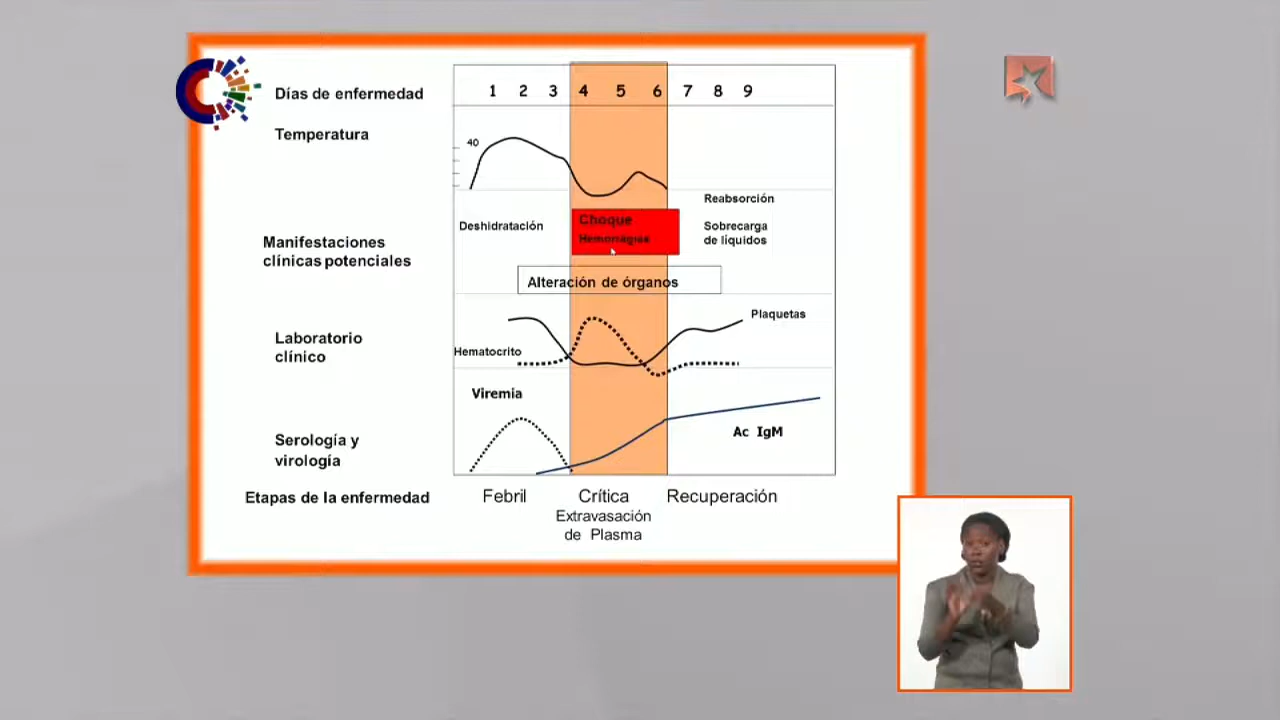 Días de enfermedad
1 2 3 4 5 6 7 8 9
Temperatura
40
Manifestaciones
clínicas potenciales
Deshidratación
Choque
Hemorragias
Reabsorción
Sobrecarga
de líquidos
Alteración de órganos
Laboratorio
clínico
Hematocrito
Plaquetas
Serología y
virología
Viremia
Ac IgM
Etapas de la enfermedad
Febril
Crítica
Extravasación
de Plasma
Recuperación